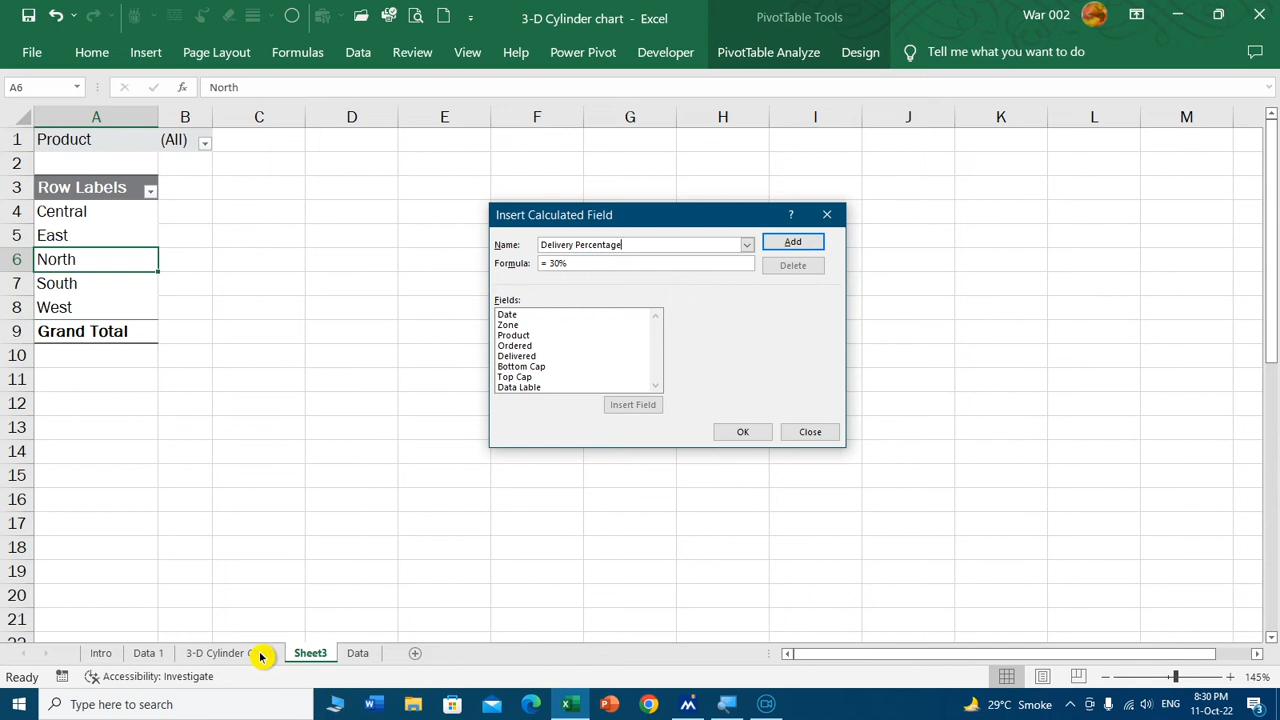 3-D Cylinder chart - Excel
PivotTable Tools
War 002
File Home Insert Page Layout Formulas Data Review View Help Power Pivot Developer PivotTable Analyze Design Tell me what you want to do
A6 fx North
A B C D E F G H I J K L M
1 Product (All)
2
3 Row Labels
4 Central
5 East
6 North
7 South
8 West
9 Grand Total
10
11
12
13
14
15
16
17
18
19
20
21
Insert Calculated Field ? ×
Name: Delivery Percentage Add
Formula: = 30% Delete
Fields:
Date
Zone
Product
Ordered
Delivered
Bottom Cap
Top Cap
Data Lable
Insert Field
OK Close
Intro Data 1 3-D Cylinder Sheet3 Data
Ready Accessibility: Investigate 145%
Type here to search 29°C Smoke ENG 8:30 PM
11-Oct-22 3